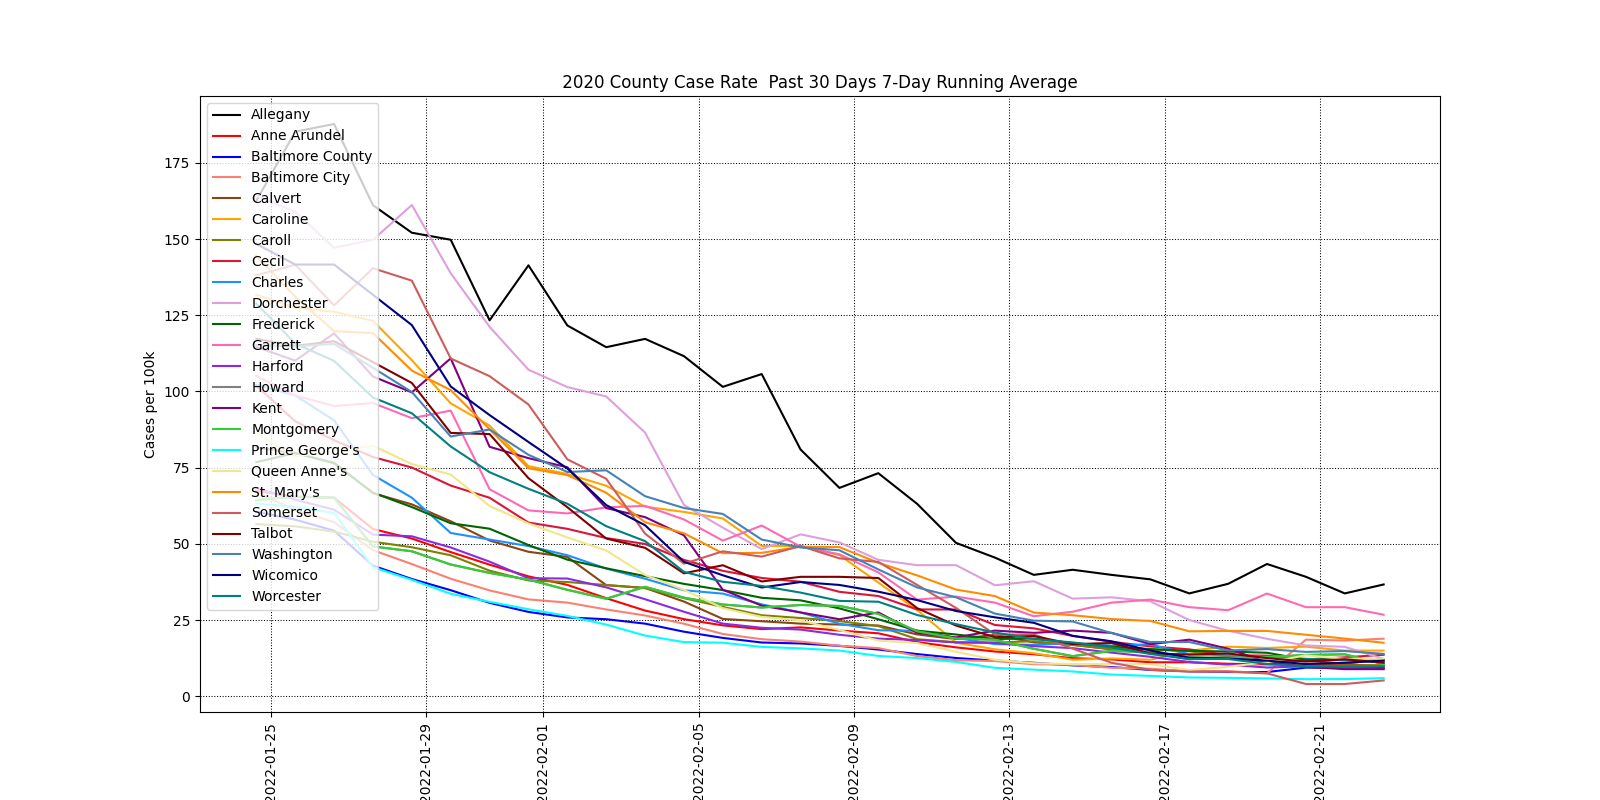 2020 County Case Rate  Past 30 Days 7-Day Running Average
Allegany
Anne Arundel
Baltimore County
Baltimore City
Calvert
Caroline
Caroll
Cecil
Charles
Dorchester
Frederick
Garrett
Harford
Howard
Kent
Montgomery
Prince George's
Queen Anne's
St. Mary's
Somerset
Talbot
Washington
Wicomico
Worcester
Cases per 100k
175
150
125
100
75
50
25
0
2022-01-25
2022-01-29
2022-02-01
2022-02-05
2022-02-09
2022-02-13
2022-02-17
2022-02-21